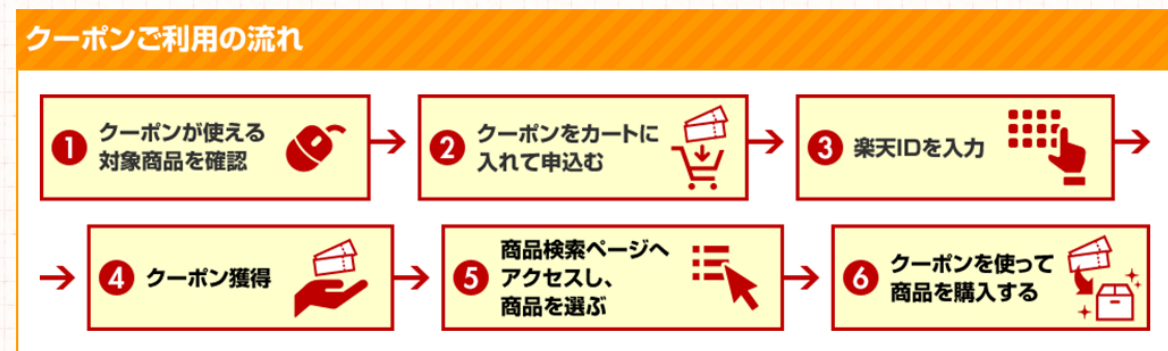 クーポンご利用の流れ
1 クーポンが使える
対象商品を確認
2 クーポンをカートに
入れて申込む
3 楽天IDを入力
4 クーポン獲得
5 商品検索ページへ
アクセスし、
商品を選ぶ
6 クーポンを使って
商品を購入する